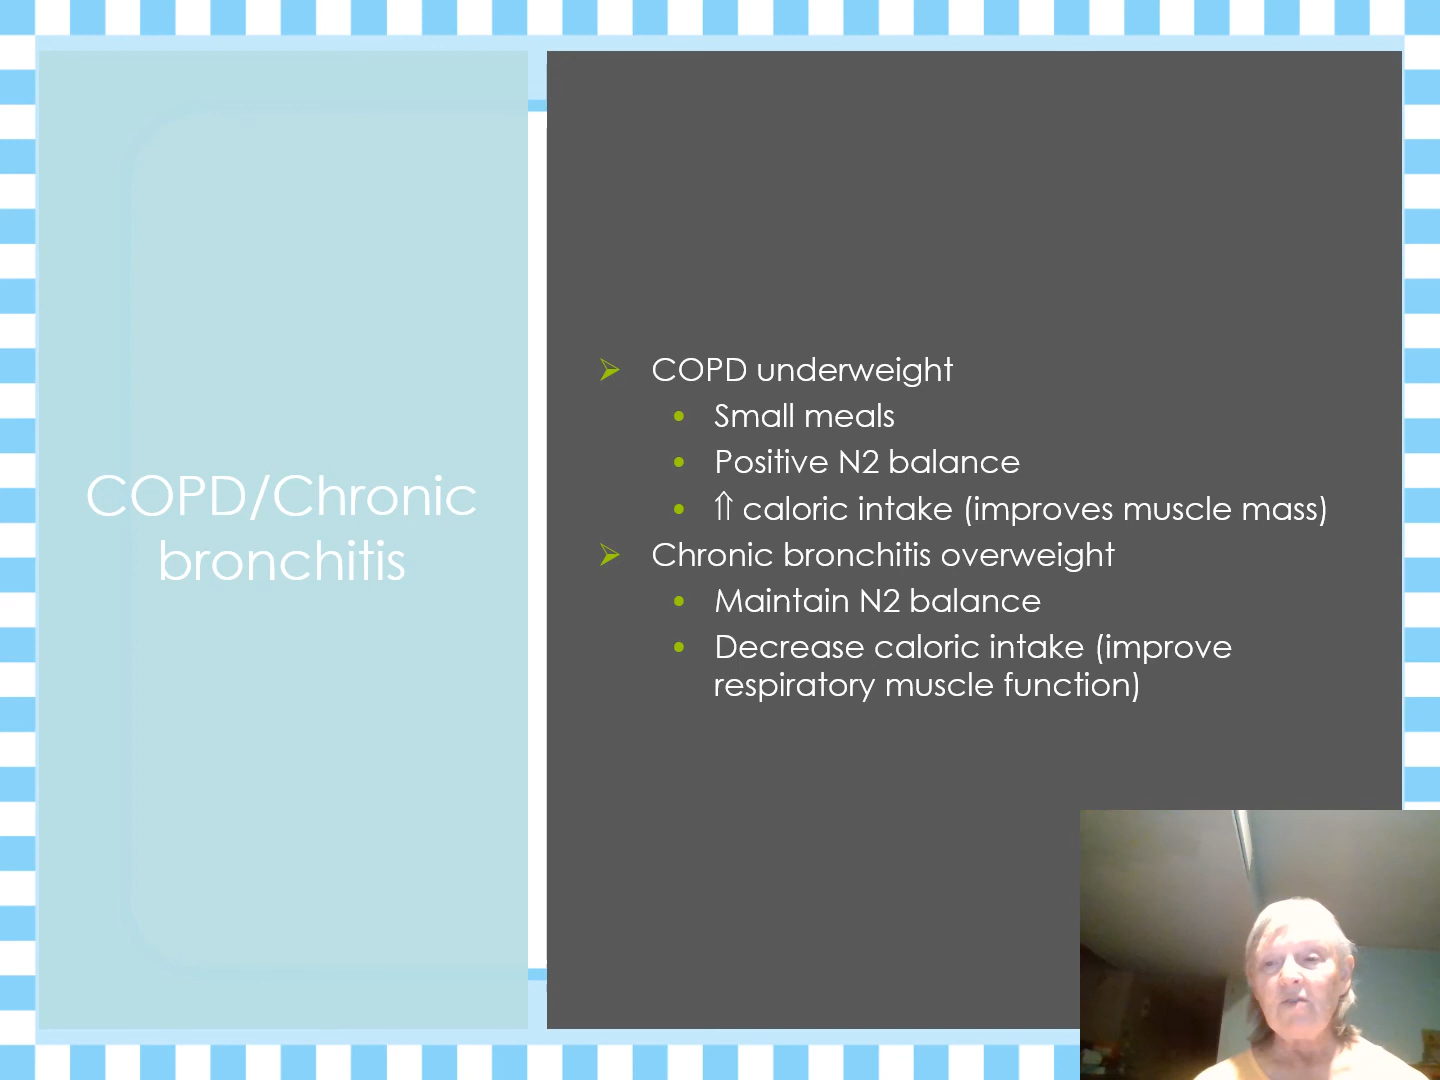 COPD/Chronic
bronchitis
➢ COPD underweight
• Small meals
• Positive N2 balance
• ⇑ caloric intake (improves muscle mass)
➢ Chronic bronchitis overweight
• Maintain N2 balance
• Decrease caloric intake (improve
respiratory muscle function)